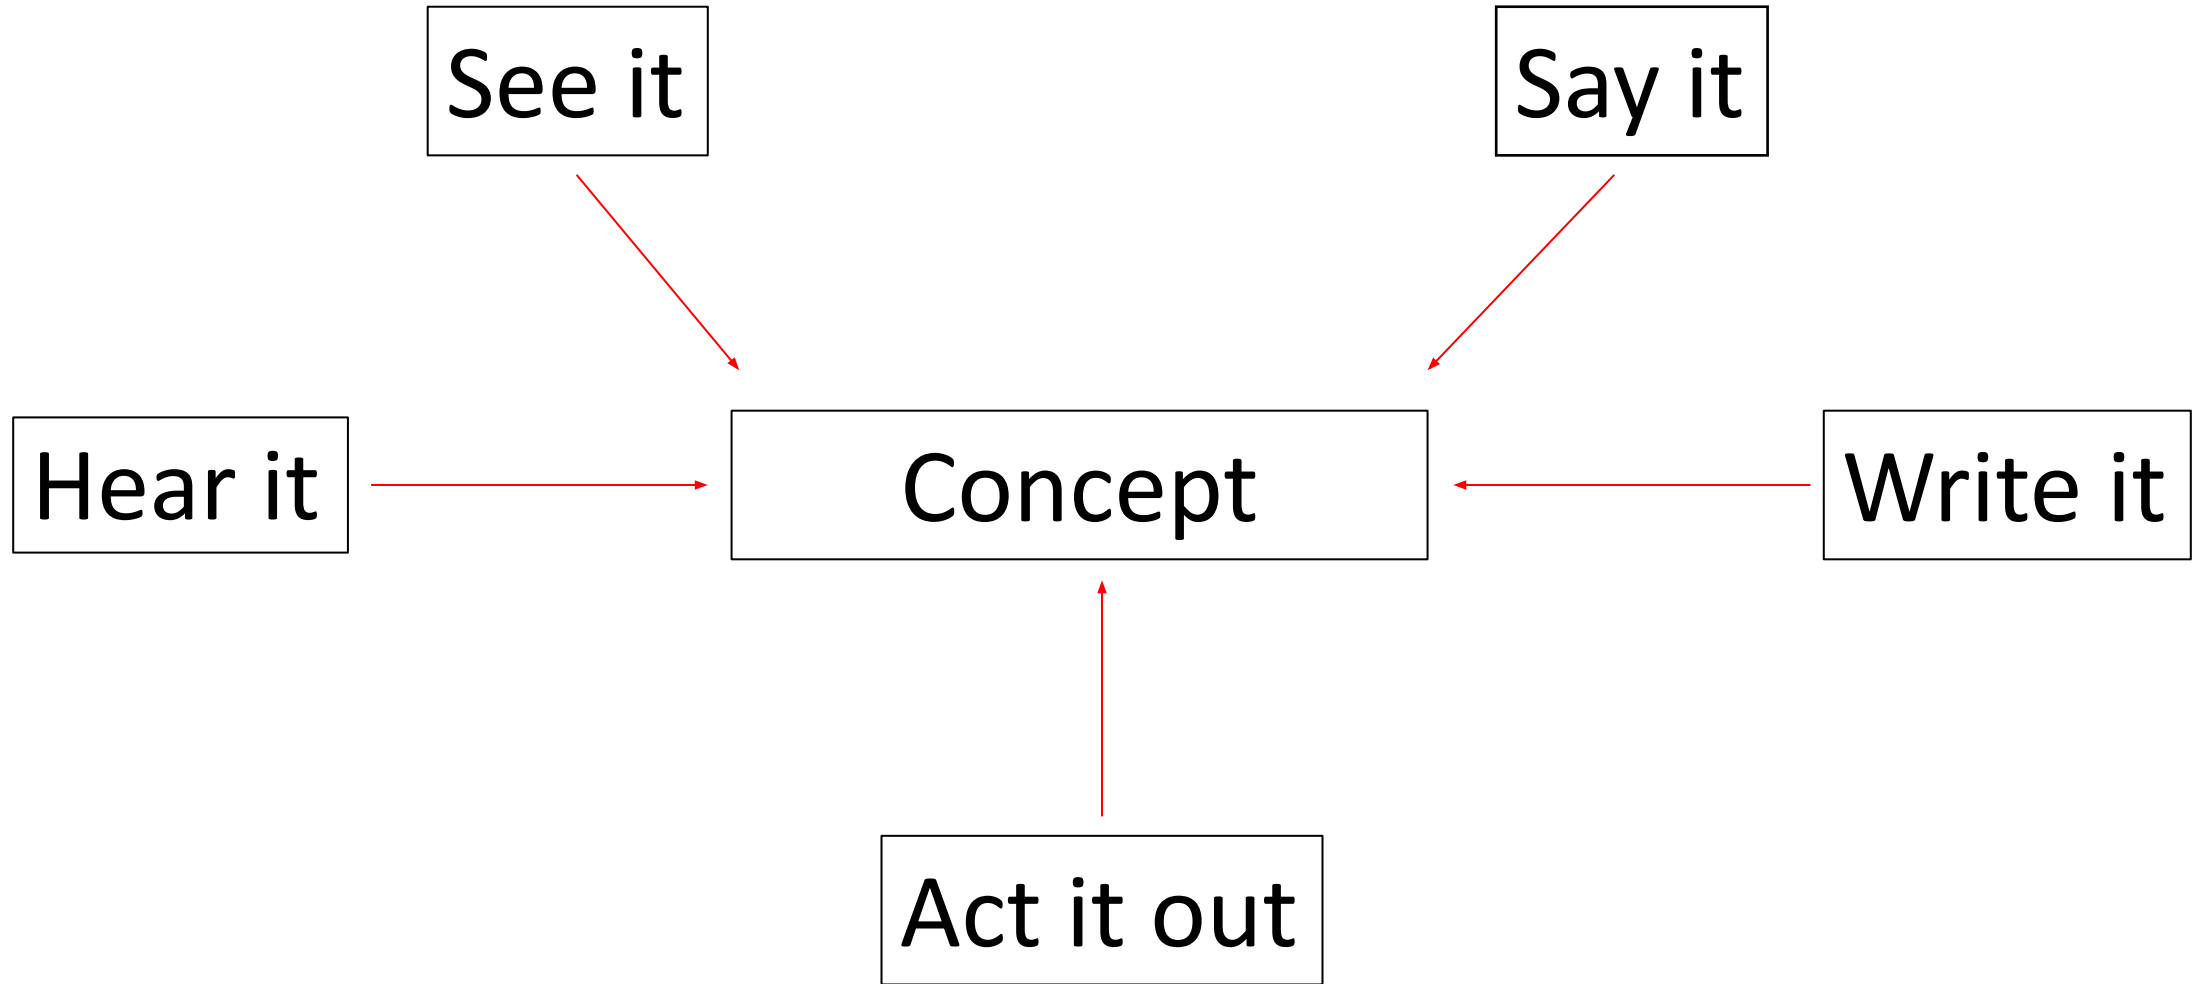 See it
Say it
Hear it
Concept
Write it
Act it out